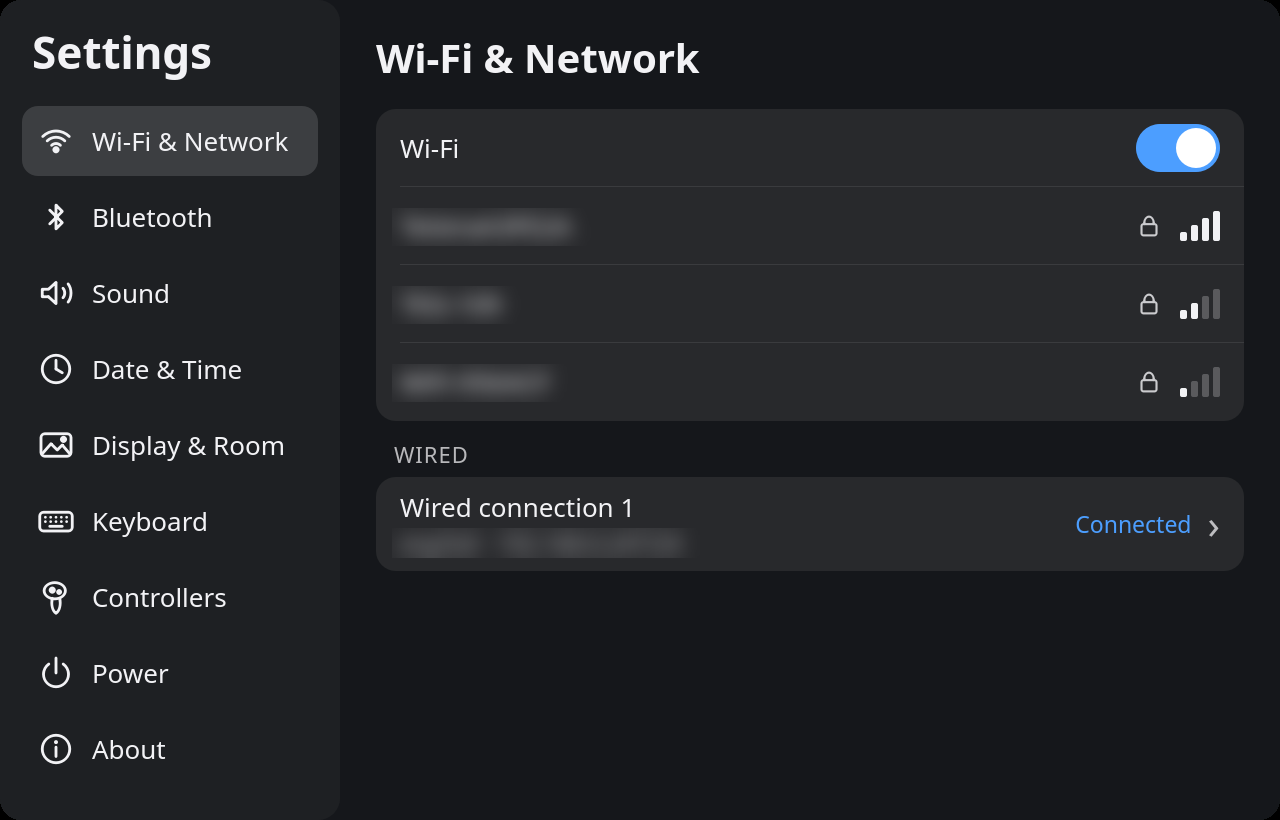 Settings
Wi-Fi & Network
Bluetooth
Sound
Date & Time
Display & Room
Keyboard
Controllers
Power
About
Wi-Fi & Network
Wi-Fi
WIRED
Wired connection 1
Connected